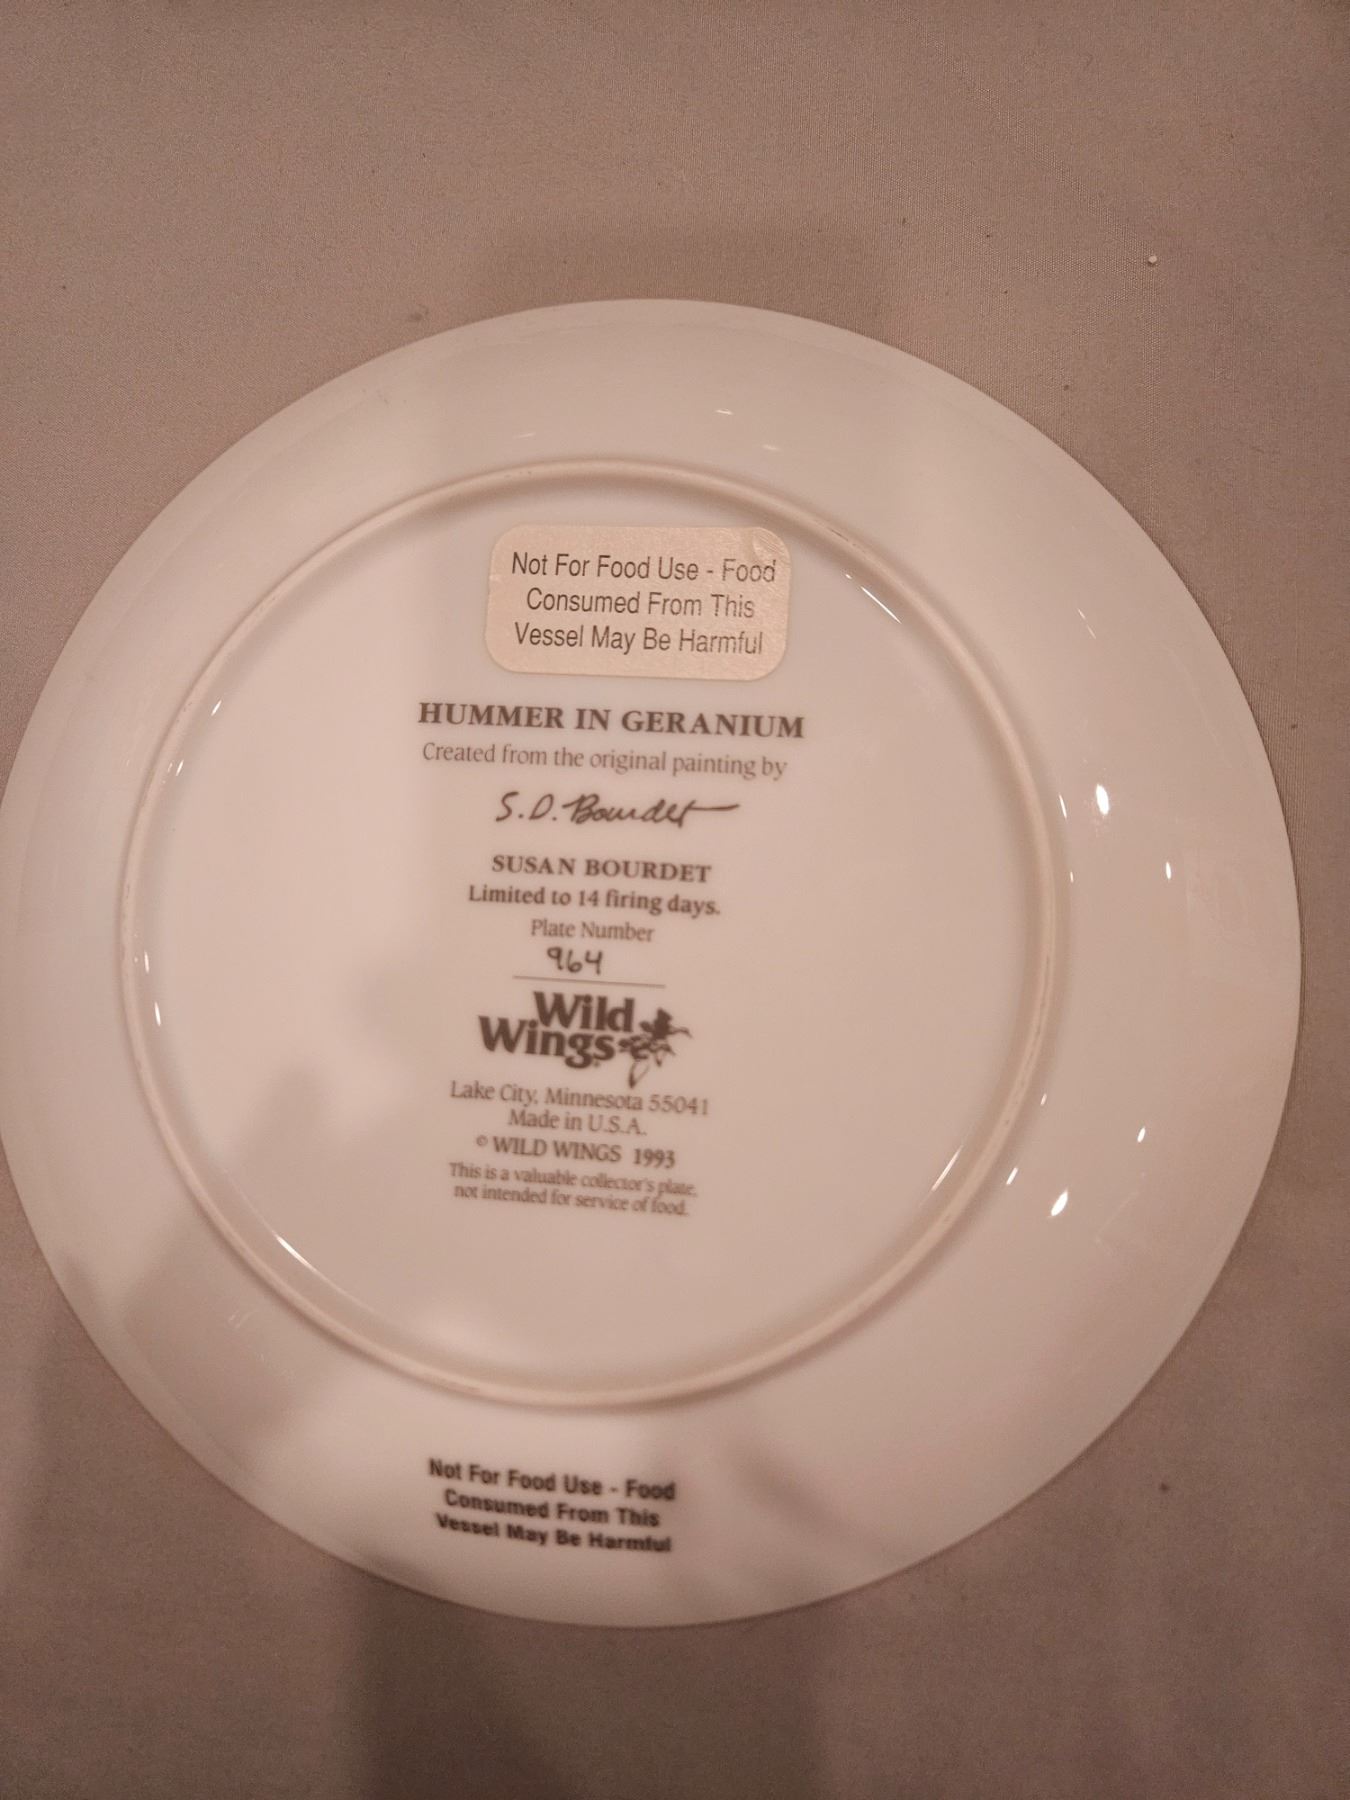 Not For Food Use - Food
Consumed From This
Vessel May Be Harmful
HUMMER IN GERANIUM
Created from the original painting by
S.D. Bourdet
SUSAN BOURDET
Limited to 14 firing days.
Plate Number
964
Wild
Wings®
Lake City, Minnesota 55041
Made in U.S.A.
© WILD WINGS 1993
This is a valuable collector's plate,
not intended for service of food.
Not For Food Use - Food
Consumed From This
Vessel May Be Harmful